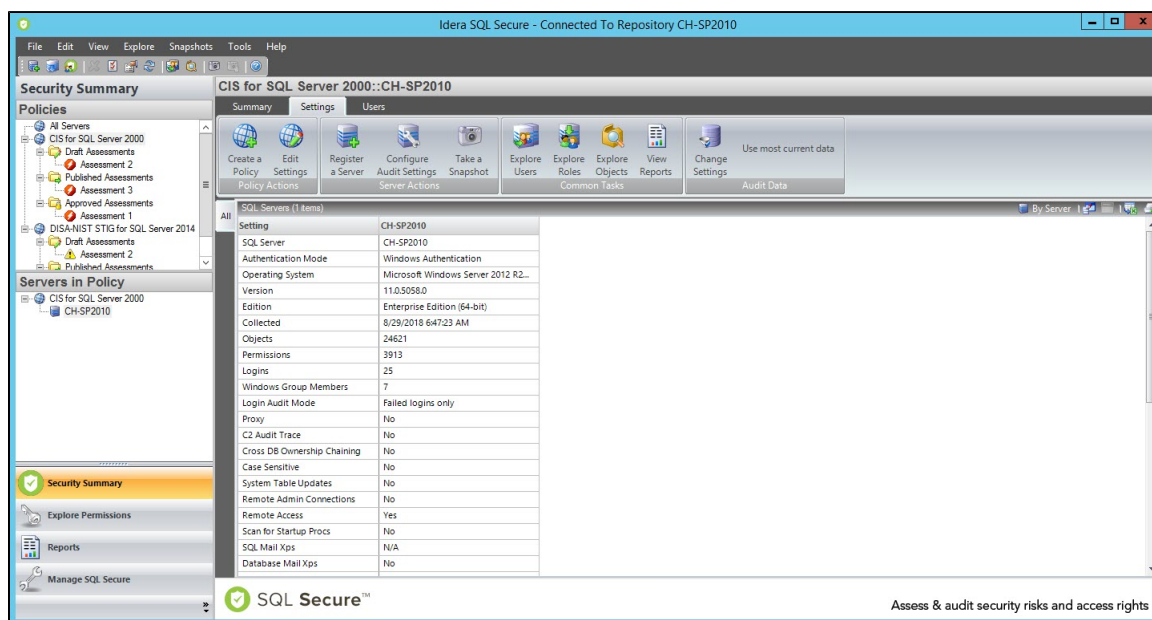 Idera SQL Secure - Connected To Repository CH-SP2010
File Edit View Explore Snapshots Tools Help
Security Summary
CIS for SQL Server 2000::CH-SP2010
Policies
Summary Settings Users
All Servers
CIS for SQL Server 2000
Draft Assessments
Assessment 2
Published Assessments
Assessment 3
Approved Assessments
Assessment 1
DISA-NIST STIG for SQL Server 2014
Draft Assessments
Assessment 2
Published Assessments
Create a Policy
Edit Settings
Policy Actions
Register a Server
Configure Audit Settings
Take a Snapshot
Server Actions
Explore Users
Explore Roles
Explore Objects
View Reports
Common Tasks
Change Settings
Use most current data
Audit Data
Servers in Policy
CIS for SQL Server 2000
CH-SP2010
All
SQL Servers (1 items)
By Server
Setting CH-SP2010
SQL Server CH-SP2010
Authentication Mode Windows Authentication
Operating System Microsoft Windows Server 2012 R2...
Version 11.0.5058.0
Edition Enterprise Edition (64-bit)
Collected 8/29/2018 6:47:23 AM
Objects 24621
Permissions 3913
Logins 25
Windows Group Members 7
Login Audit Mode Failed logins only
Proxy No
C2 Audit Trace No
Cross DB Ownership Chaining No
Case Sensitive No
System Table Updates No
Remote Admin Connections No
Remote Access Yes
Scan for Startup Procs No
SQL Mail Xps N/A
Database Mail Xps No
Security Summary
Explore Permissions
Reports
Manage SQL Secure
SQL Secure™
Assess & audit security risks and access rights